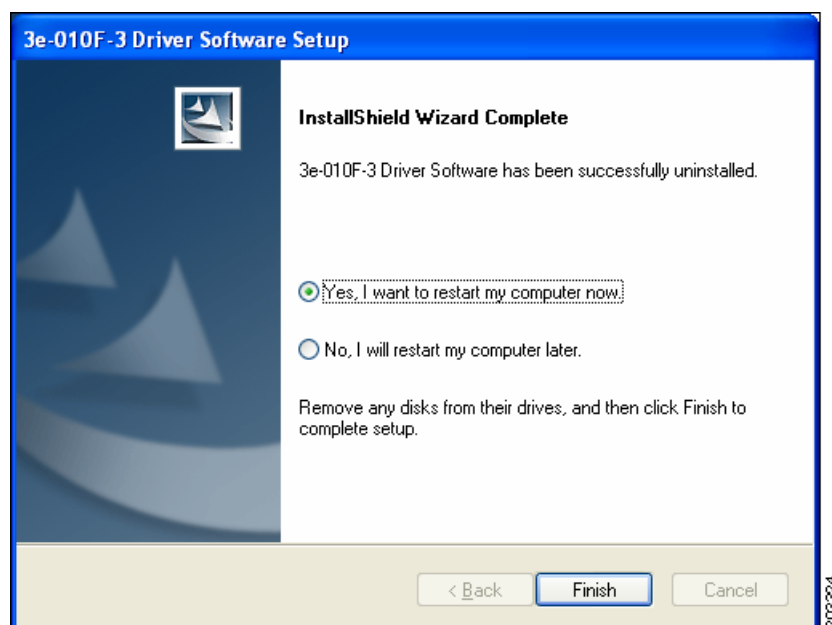 3e-010F-3 Driver Software Setup
InstallShield Wizard Complete
3e-010F-3 Driver Software has been successfully uninstalled.
Yes, I want to restart my computer now.
No, I will restart my computer later.
Remove any disks from their drives, and then click Finish to
complete setup.
< Back
Finish
Cancel